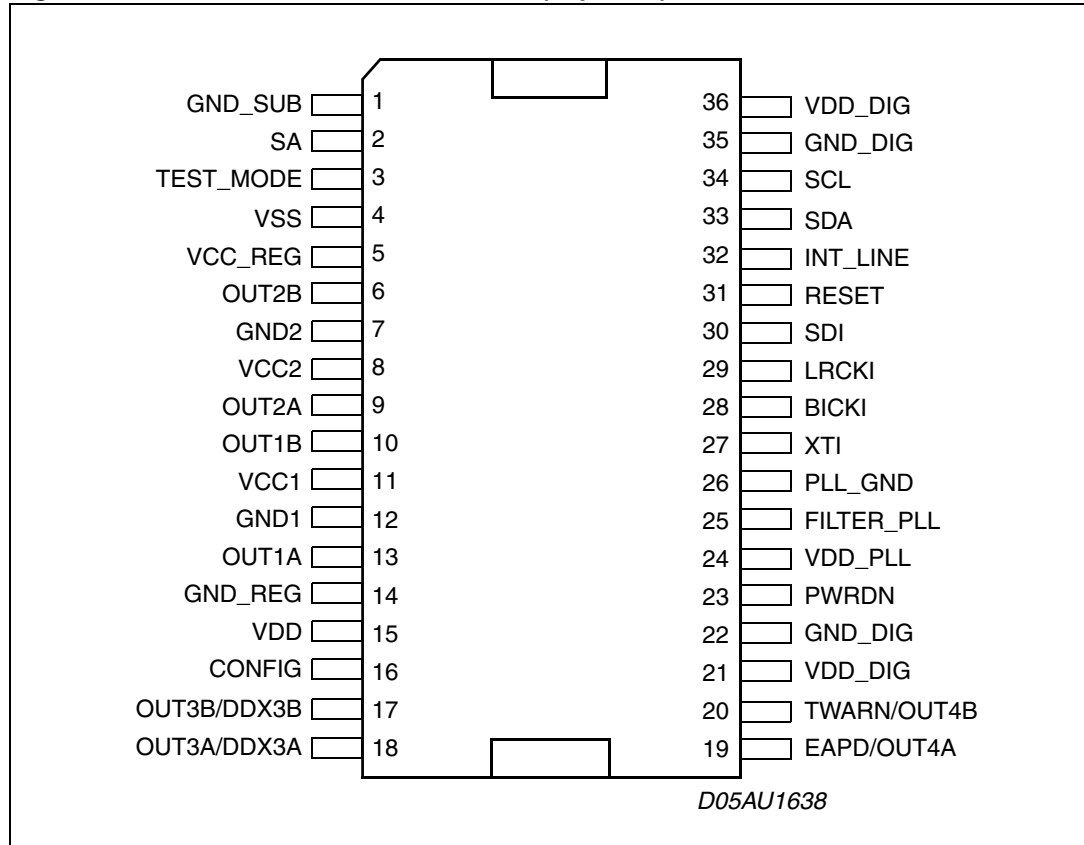 GND_SUB 1 36 VDD_DIG
SA 2 35 GND_DIG
TEST_MODE 3 34 SCL
VSS 4 33 SDA
VCC_REG 5 32 INT_LINE
OUT2B 6 31 RESET
GND2 7 30 SDI
VCC2 8 29 LRCKI
OUT2A 9 28 BICKI
OUT1B 10 27 XTI
VCC1 11 26 PLL_GND
GND1 12 25 FILTER_PLL
OUT1A 13 24 VDD_PLL
GND_REG 14 23 PWRDN
VDD 15 22 GND_DIG
CONFIG 16 21 VDD_DIG
OUT3B/DDX3B 17 20 TWARN/OUT4B
OUT3A/DDX3A 18 19 EAPD/OUT4A
D05AU1638